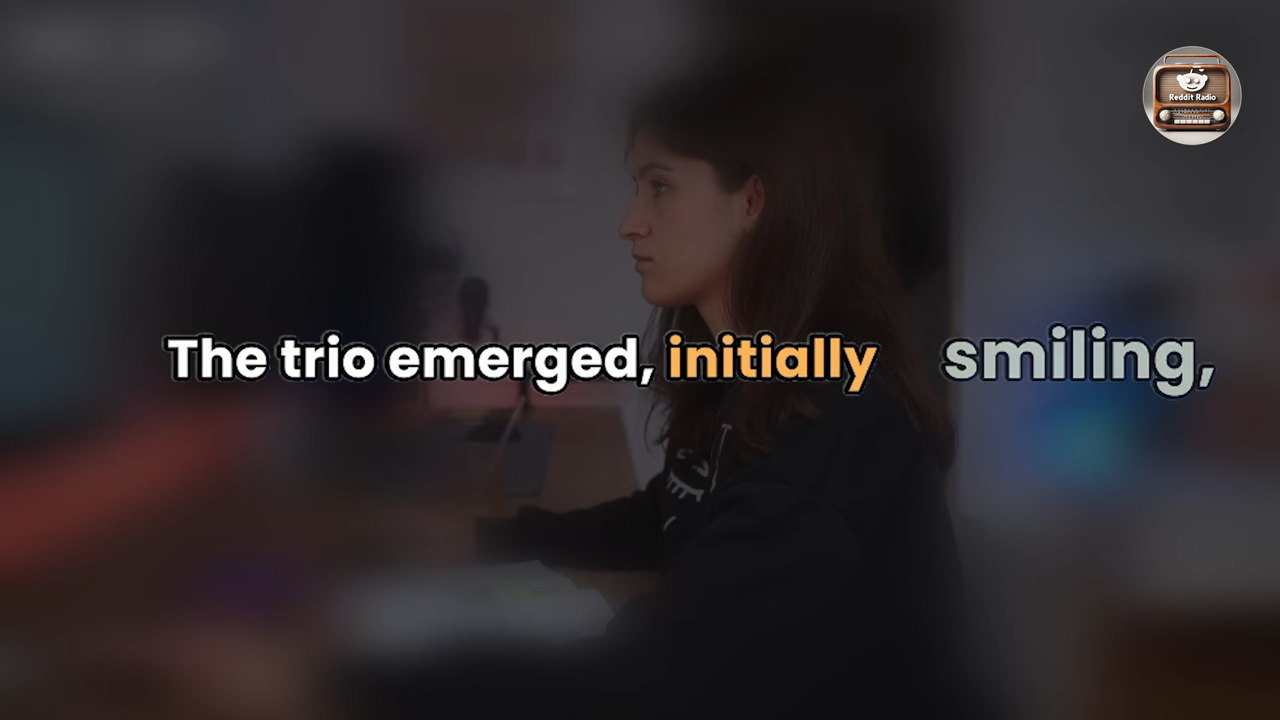 Reddit Radio
The trio emerged, initially smiling,